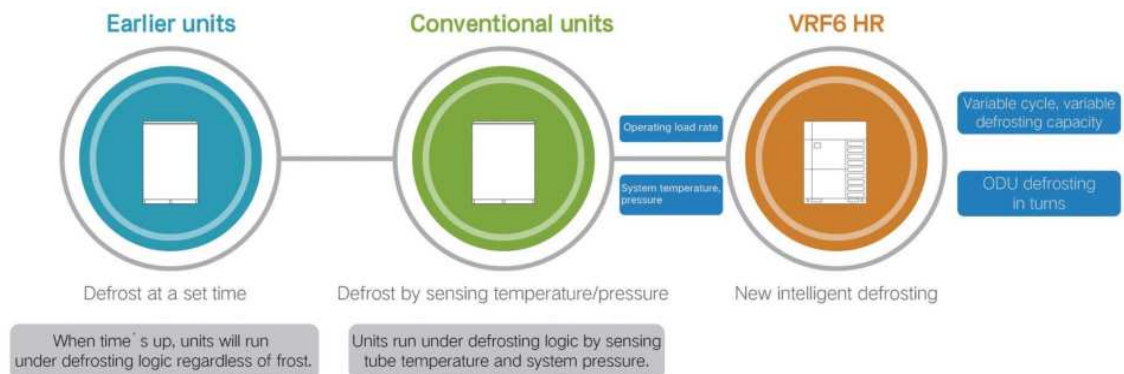 Earlier units
Conventional units
VRF6 HR
Operating load rate
System temperature,
pressure
Variable cycle, variable
defrosting capacity
ODU defrosting
in turns
Defrost at a set time
Defrost by sensing temperature/pressure
New intelligent defrosting
When time`s up, units will run
under defrosting logic regardless of frost.
Units run under defrosting logic by sensing
tube temperature and system pressure.